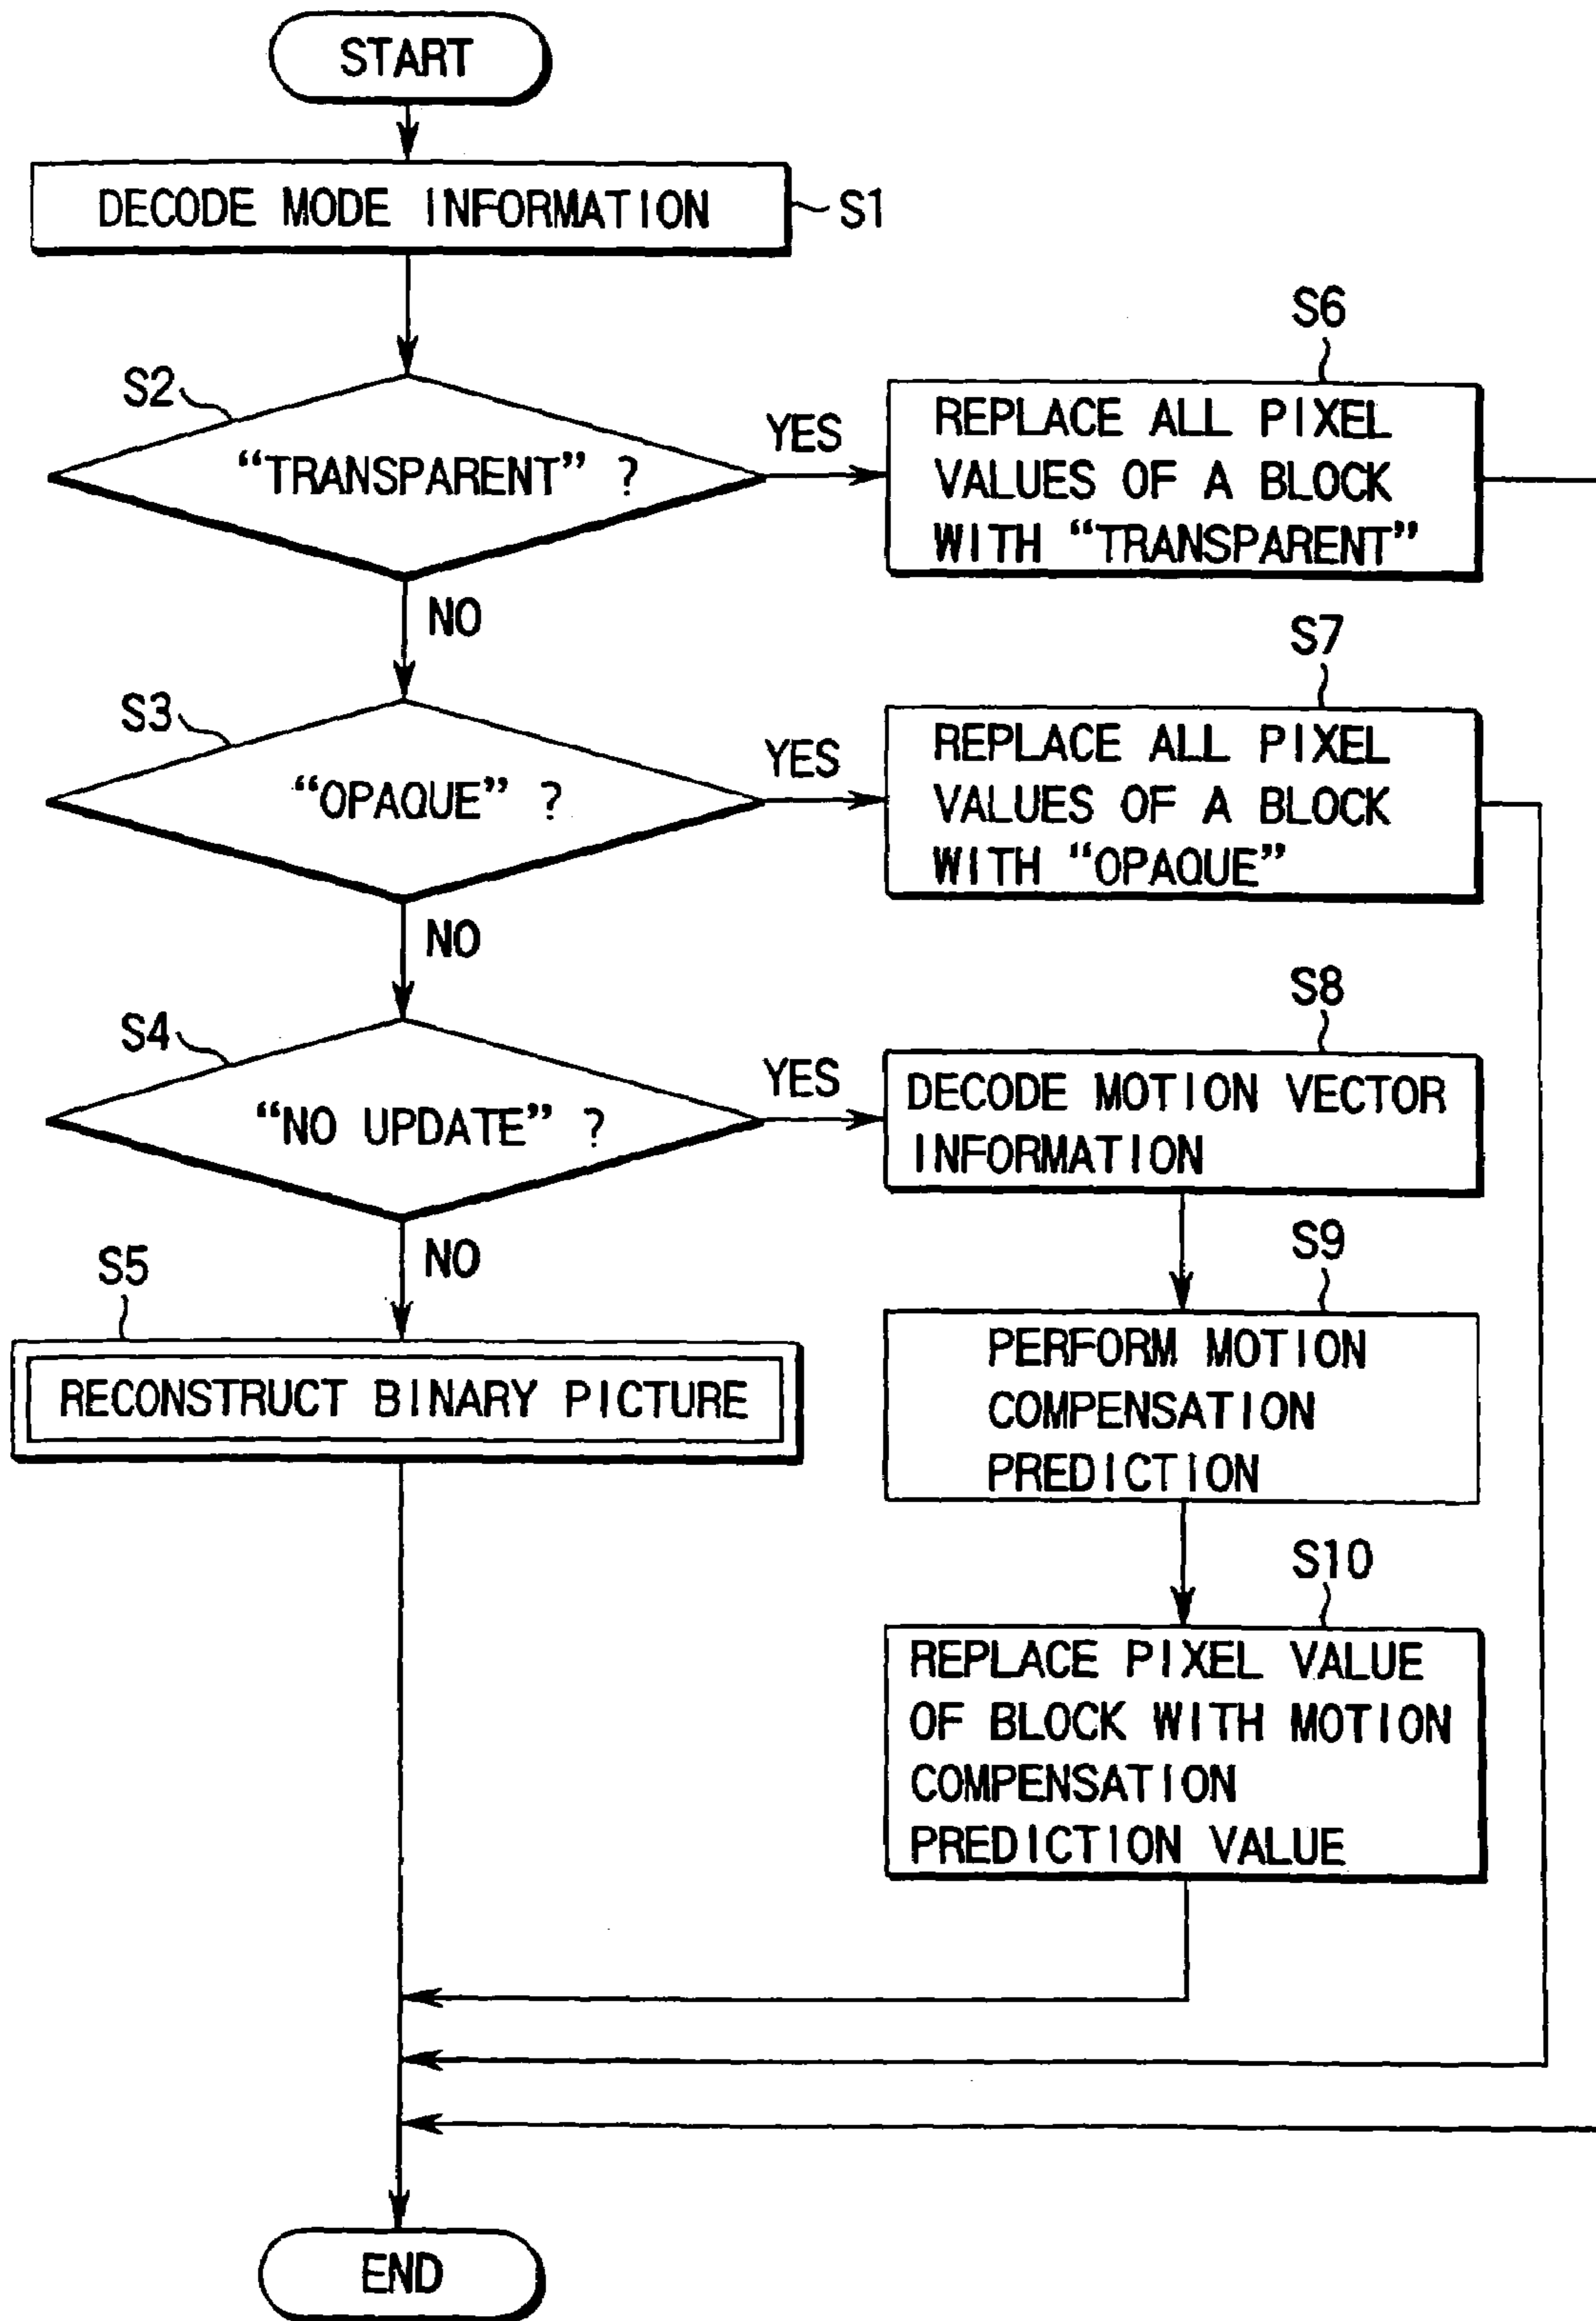 START
DECODE MODE INFORMATION
S1
S2
"TRANSPARENT" ?
YES
NO
S6
REPLACE ALL PIXEL
VALUES OF A BLOCK
WITH "TRANSPARENT"
S3
"OPAQUE" ?
YES
NO
S7
REPLACE ALL PIXEL
VALUES OF A BLOCK
WITH "OPAQUE"
S4
"NO UPDATE" ?
YES
NO
S8
DECODE MOTION VECTOR
INFORMATION
S5
RECONSTRUCT BINARY PICTURE
S9
PERFORM MOTION
COMPENSATION
PREDICTION
S10
REPLACE PIXEL VALUE
OF BLOCK WITH MOTION
COMPENSATION
PREDICTION VALUE
END